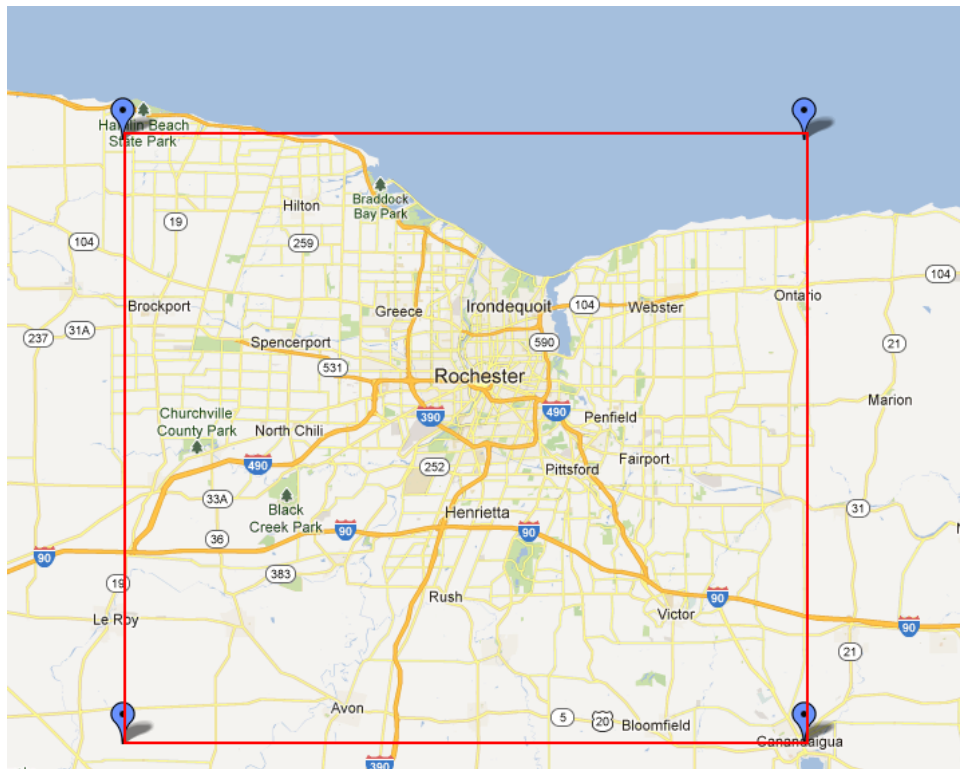 Hamlin Beach
State Park
Braddock
Bay Park
Hilton
19
259
104
104
Brockport
Greece
Irondequoit
104
Webster
Ontario
31A
237
Spencerport
531
590
21
Rochester
Churchville
County Park
390
490
Penfield
Marion
North Chili
490
252
Pittsford
Fairport
33A
Black
Creek Park
Henrietta
31
36
90
90
90
383
19
Rush
90
Victor
Le Roy
90
21
Avon
5
20
Bloomfield
Canandaigua
390